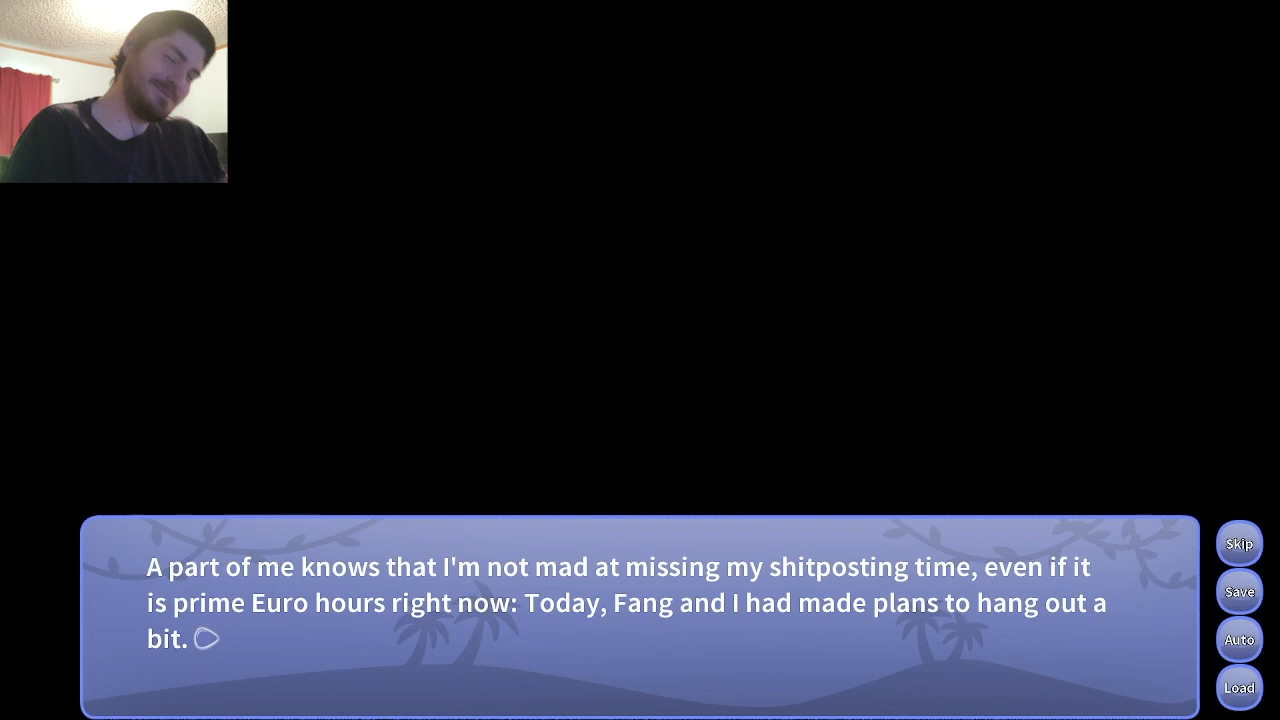 A part of me knows that I'm not mad at missing my shitposting time, even if it
is prime Euro hours right now: Today, Fang and I had made plans to hang out a
bit.
Skip
Save
Auto
Load